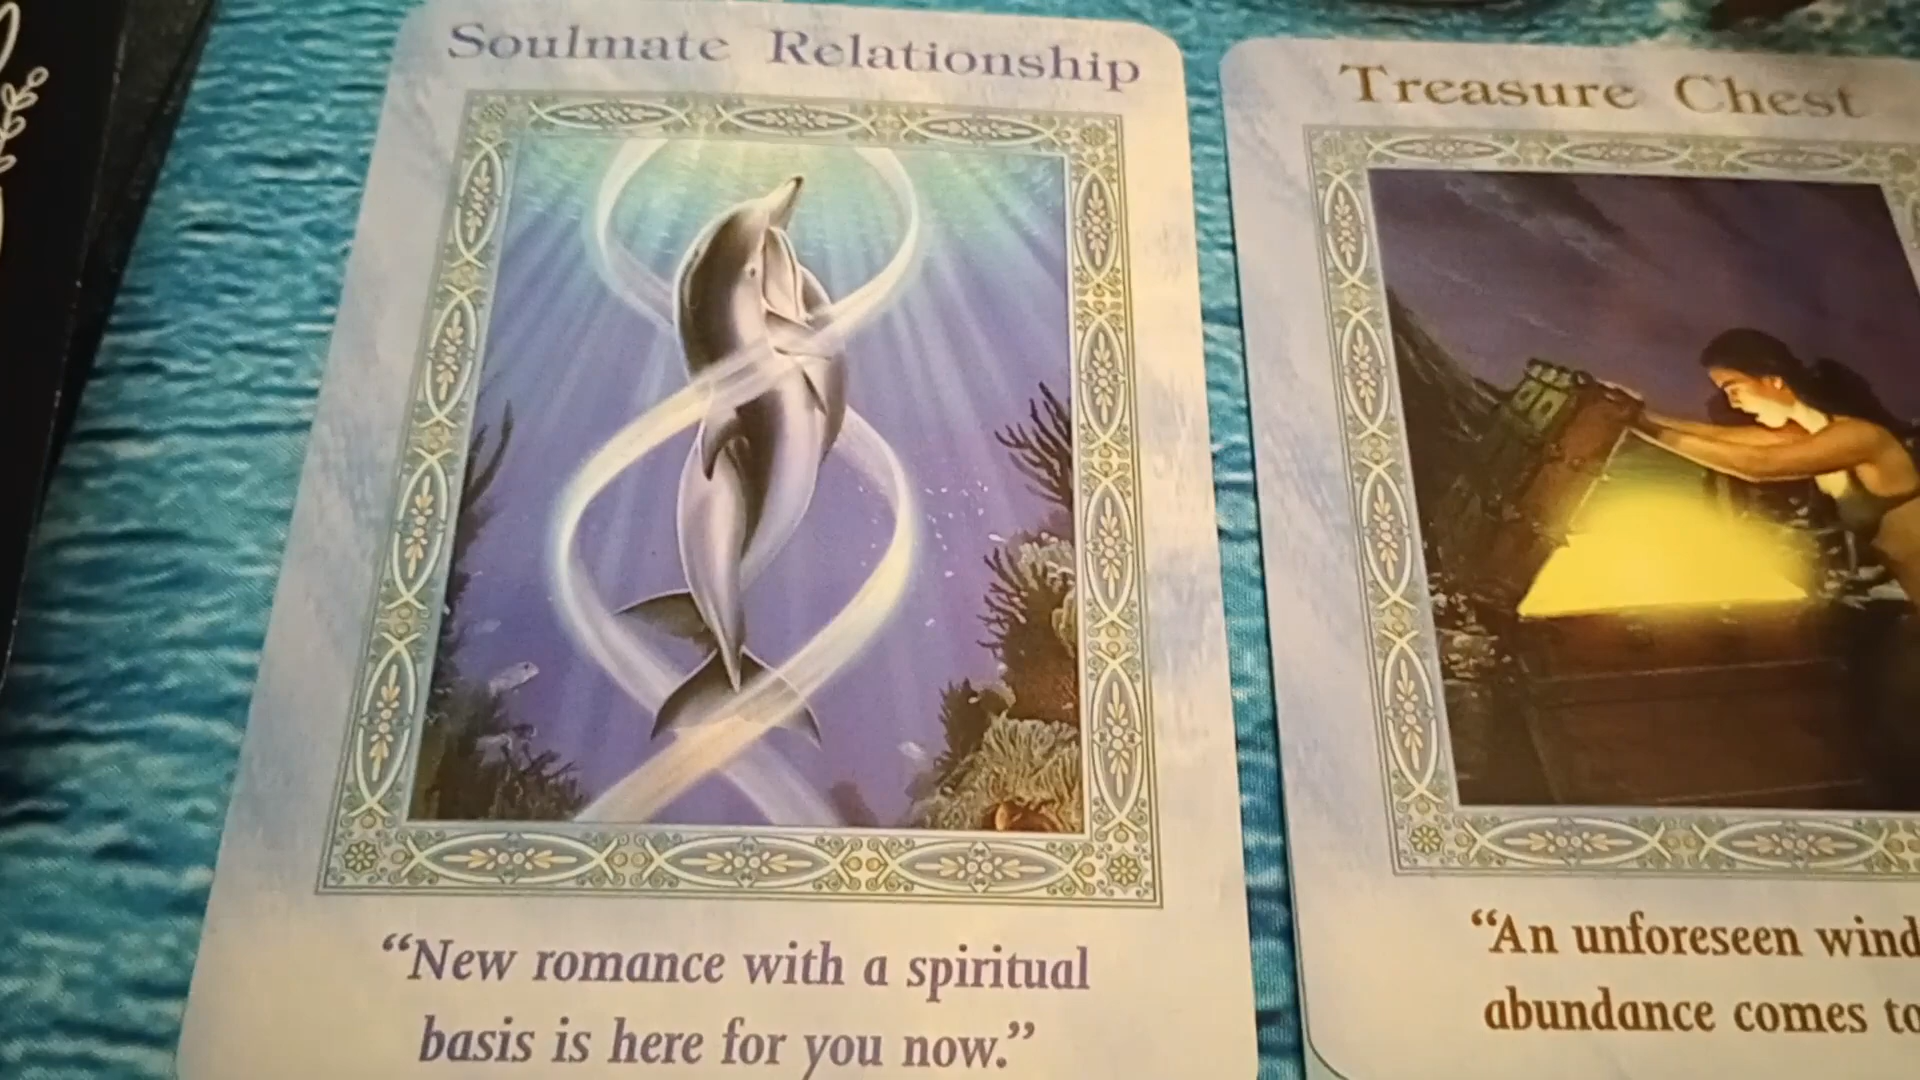 Soulmate Relationship
"New romance with a spiritual
basis is here for you now."
Treasure Chest
"An unforeseen wind
abundance comes to